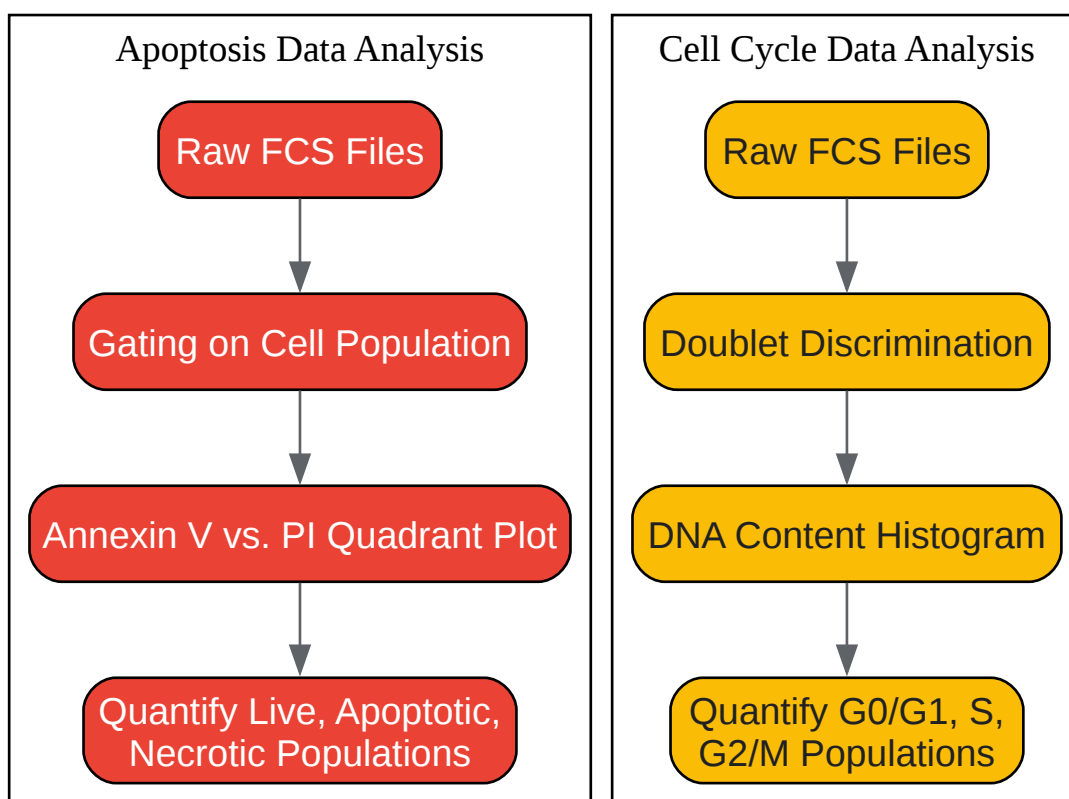 Apoptosis Data Analysis
Raw FCS Files
Gating on Cell Population
Annexin V vs. PI Quadrant Plot
Quantify Live, Apoptotic,
Necrotic Populations
Cell Cycle Data Analysis
Raw FCS Files
Doublet Discrimination
DNA Content Histogram
Quantify G0/G1, S,
G2/M Populations